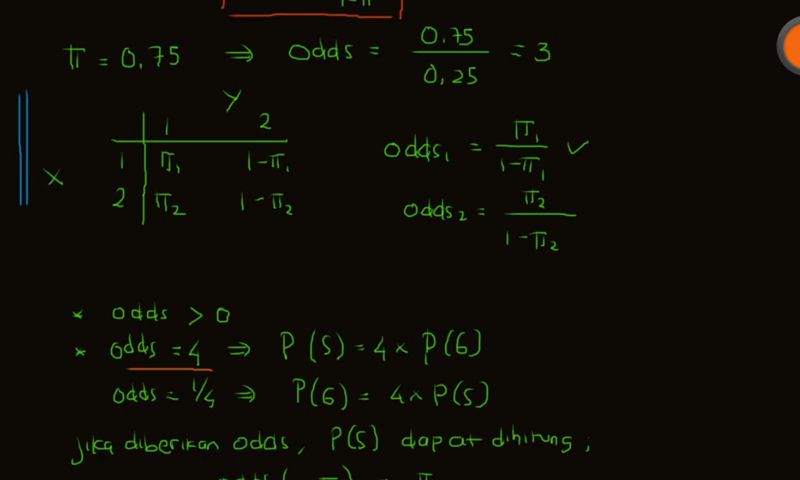 π = 0,75 ⇒ odds = 0,75 / 0,25 = 3
Y
1 2
X 1 π₁ 1-π₁
2 π₂ 1-π₂
odds₁ = π₁ / 1-π₁ ✓
odds₂ = π₂ / 1-π₂
* odds > 0
* odds = 4 ⇒ P(S) = 4 × P(G)
odds = 1/4 ⇒ P(G) = 4 × P(S)
jika diberikan odds, P(S) dapat dihitung;